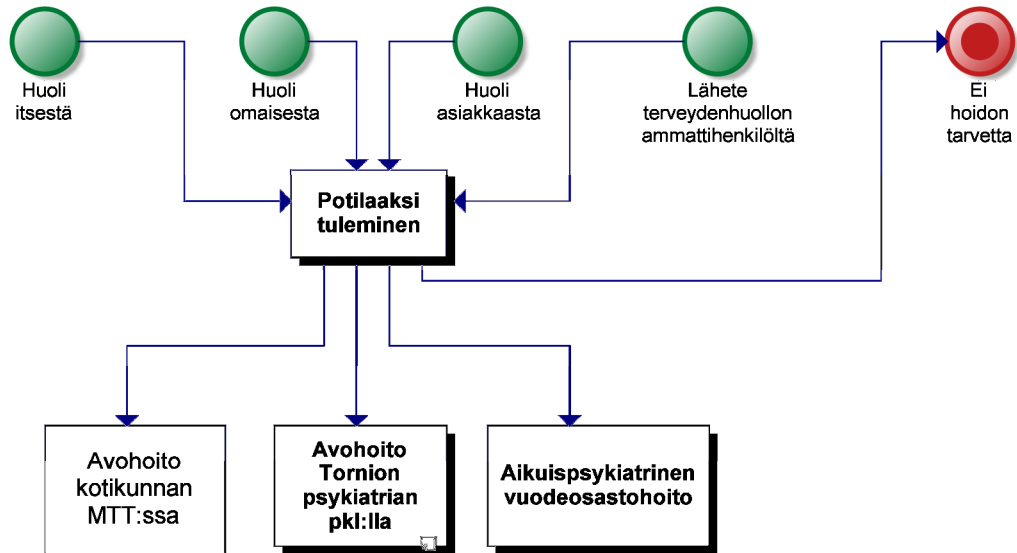 Huoli
itsestä
Huoli
omaisesta
Huoli
asiakkaasta
Lähete
terveydenhuollon
ammattihenkilöltä
Ei
hoidon
tarvetta
Potilaaksi
tuleminen
Avohoito
kotikunnan
MTT:ssa
Avohoito
Tornion
psykiatrian
pkl:lla
Aikuispsykiatrinen
vuodeosastohoito